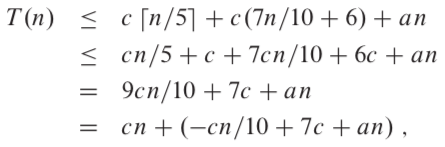 T(n) ≤ c ⌈n/5⌉ + c(7n/10 + 6) + an
≤ cn/5 + c + 7cn/10 + 6c + an
= 9cn/10 + 7c + an
= cn + (−cn/10 + 7c + an) ,